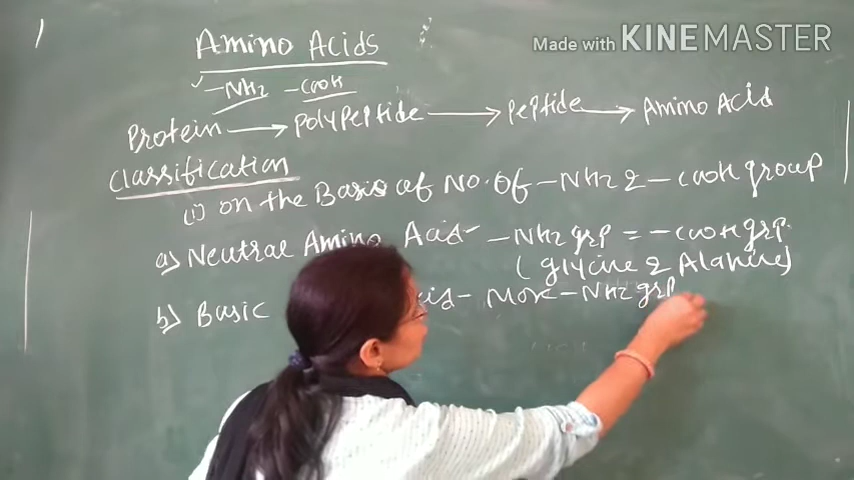 Made with KINEMASTER
Amino Acids
-NH2 -COOH
Protein → Polypeptide → Peptide → Amino Acid
Classification
(i) on the Basis of No. Of -NH2 & -COOH group
a) Neutral Amino Acid- -NH2 grp = -COOH grp.
(Glycine & Alanine)
b) Basic cid- More -NH2 grp